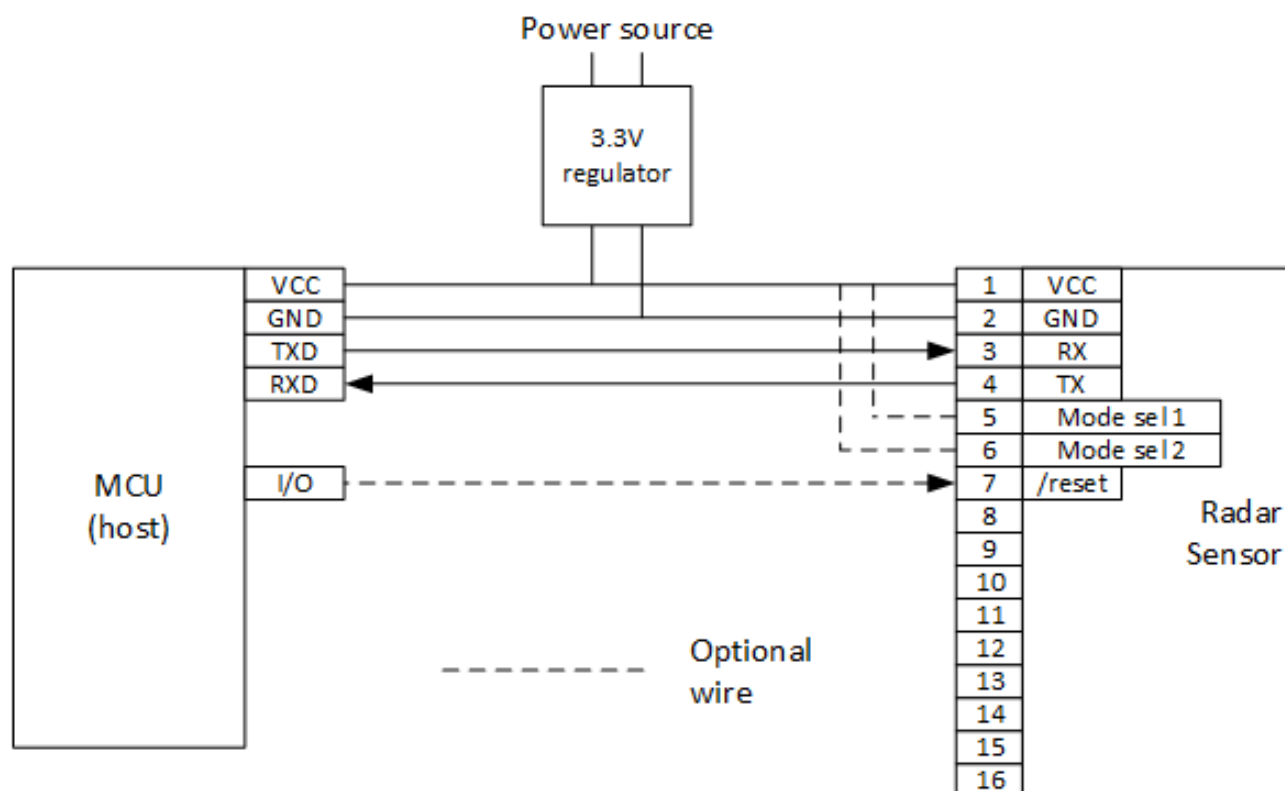 Power source
3.3V
regulator
VCC
GND
TXD
RXD
I/O
MCU
(host)
1 VCC
2 GND
3 RX
4 TX
5 Mode sel1
6 Mode sel2
7 /reset
8
9
10
11
12
13
14
15
16
Radar
Sensor
Optional
wire